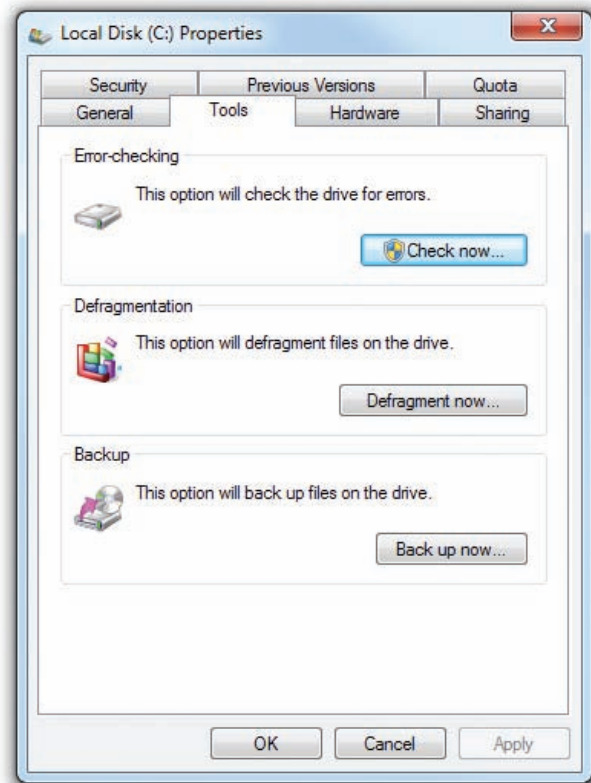 Local Disk (C:) Properties
Security Previous Versions Quota
General Tools Hardware Sharing
Error-checking
This option will check the drive for errors.
Check now...
Defragmentation
This option will defragment files on the drive.
Defragment now...
Backup
This option will back up files on the drive.
Back up now...
OK Cancel Apply